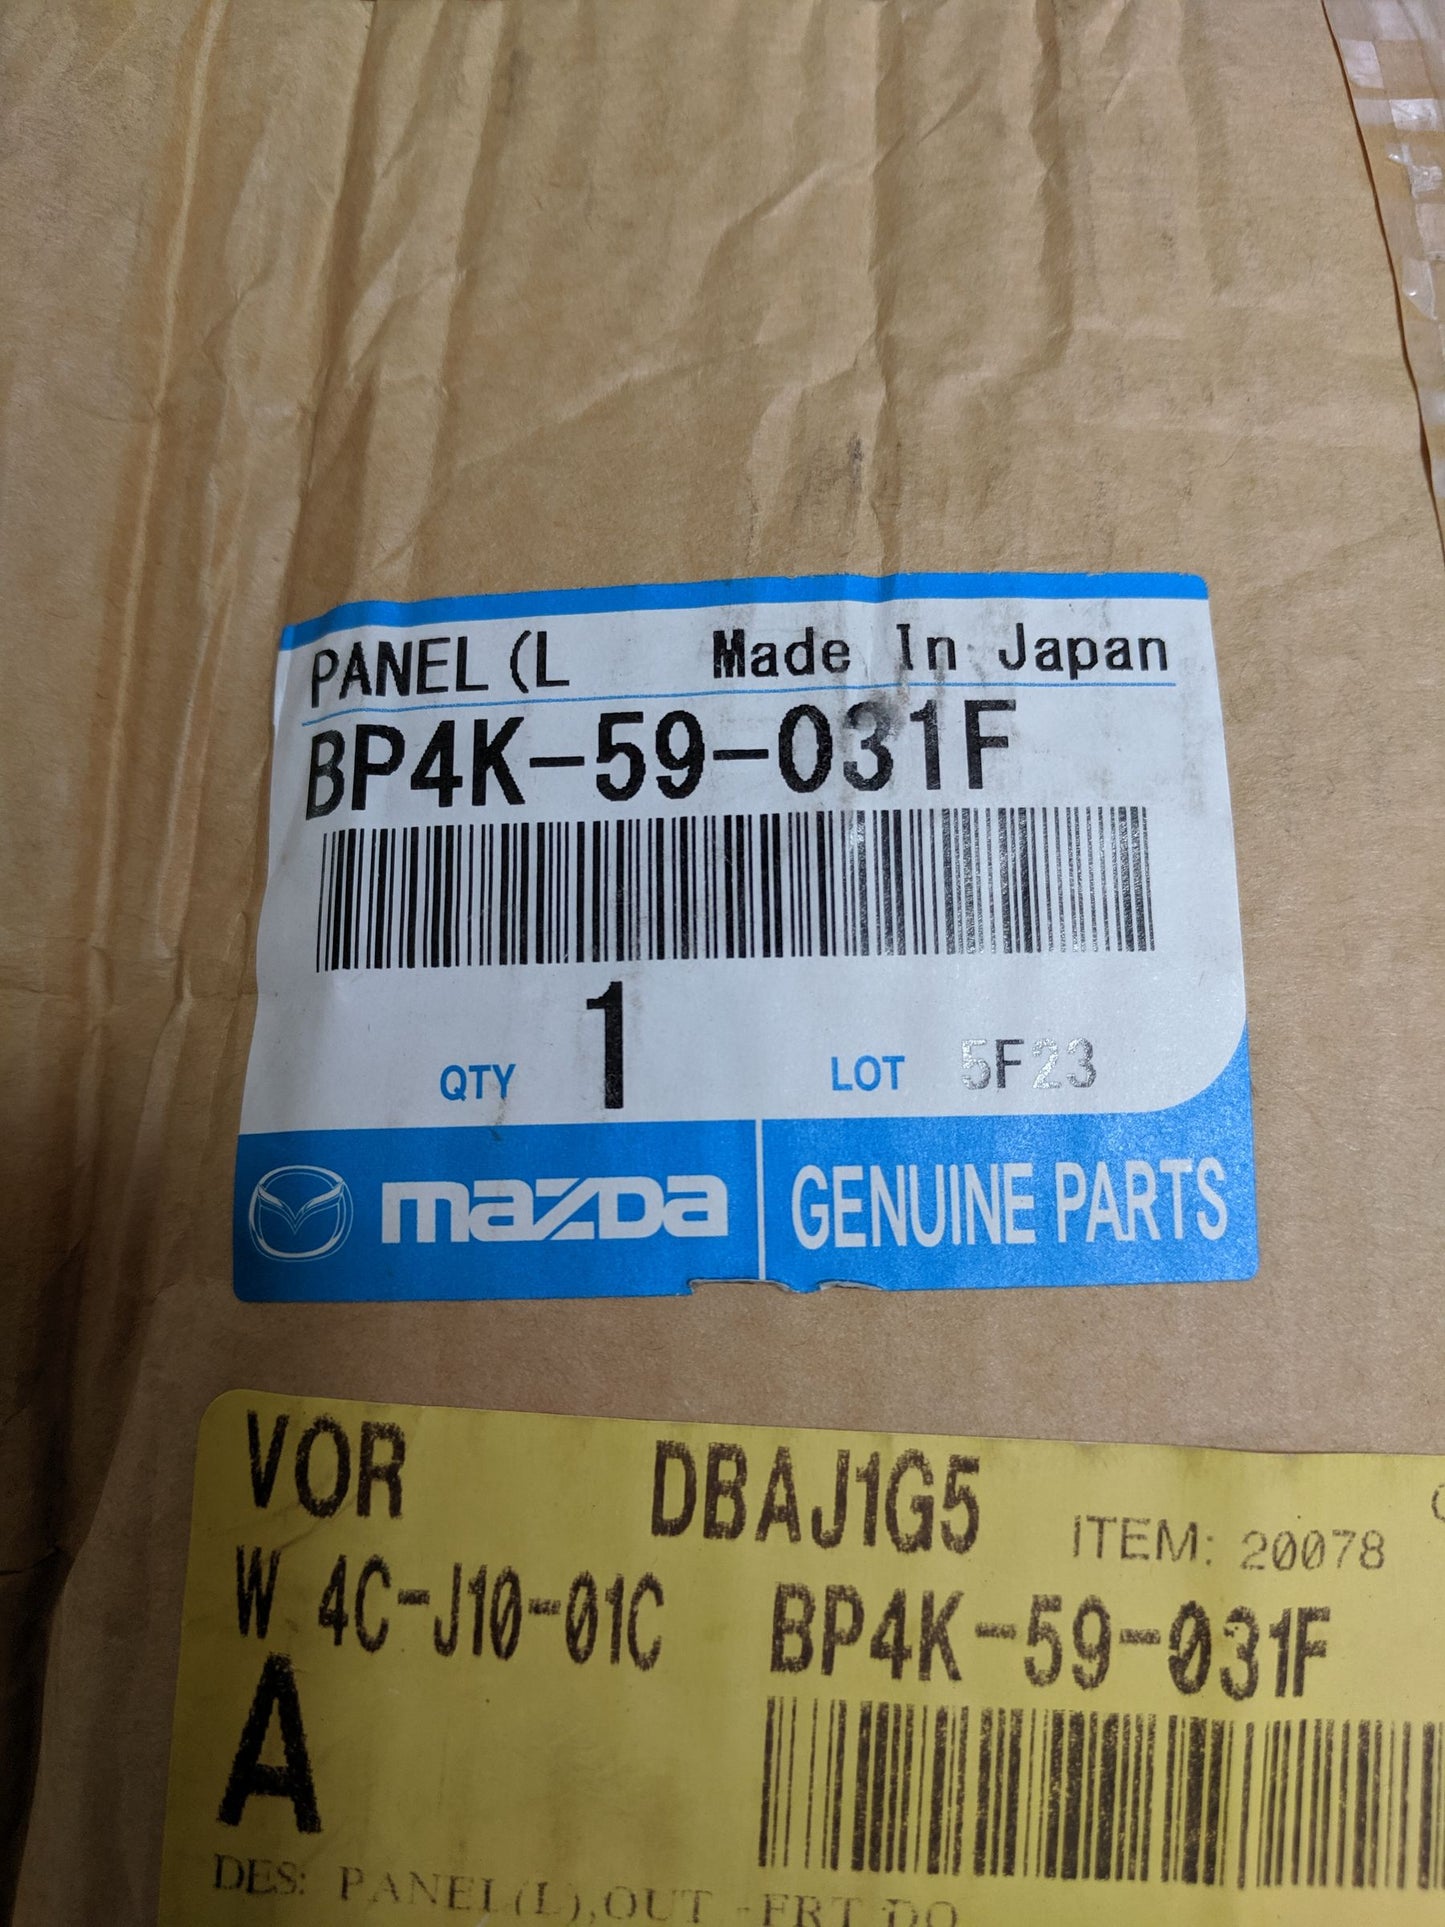 PANEL (L Made In Japan
BP4K-59-031F
QTY 1 LOT 5F23
mazda GENUINE PARTS
VOR DBAJ1G5 ITEM: 20078
W 4C-J10-01C BP4K-59-031F
A
DES: PANEL(L),OUT -FRT DO